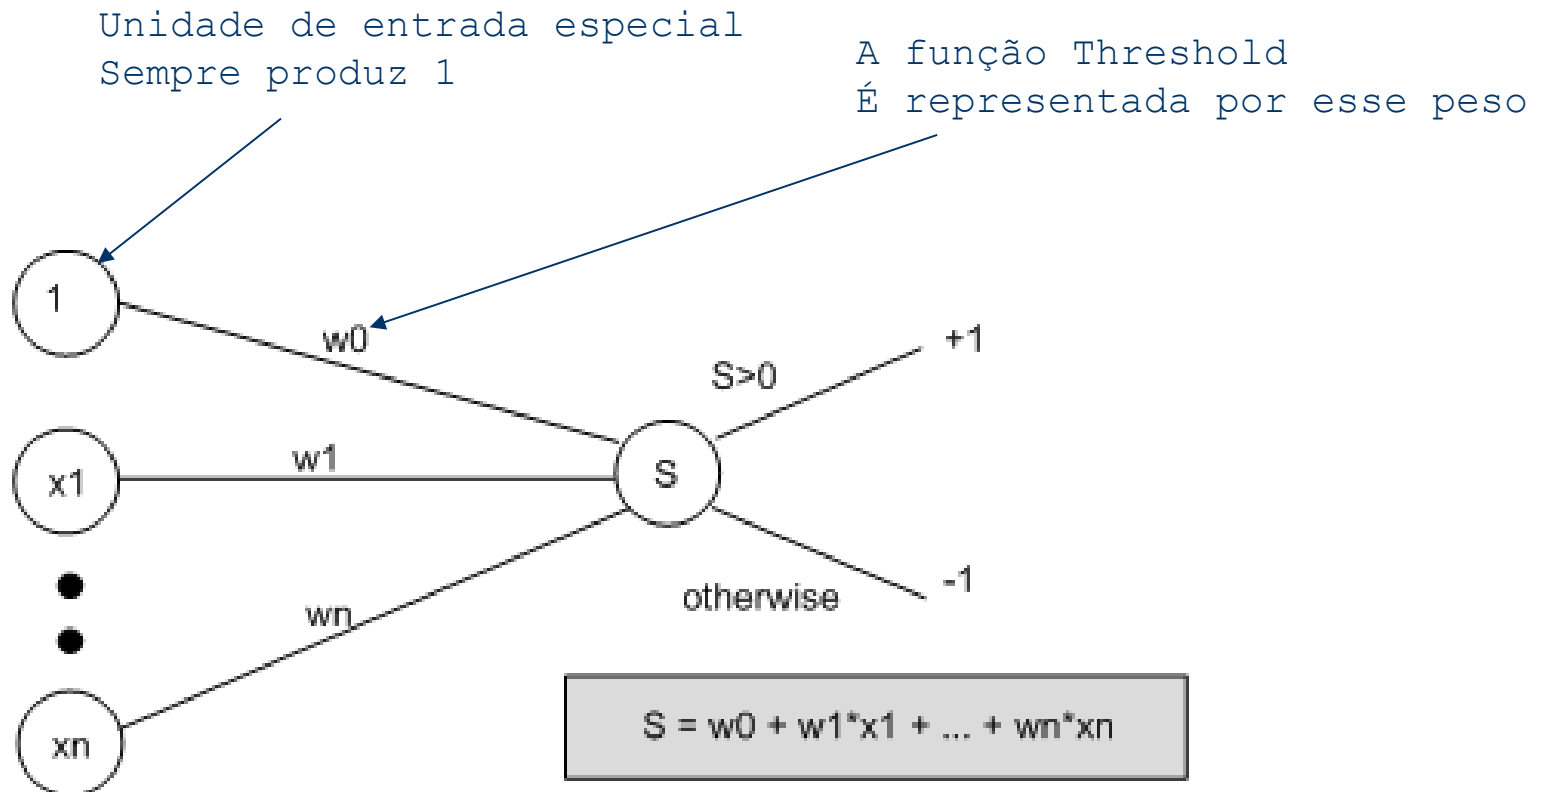 Unidade de entrada especial
Sempre produz 1
A função Threshold
É representada por esse peso
1
w0
+1
S>0
x1
w1
S
-1
otherwise
wn
xn
S = w0 + w1*x1 + ... + wn*xn